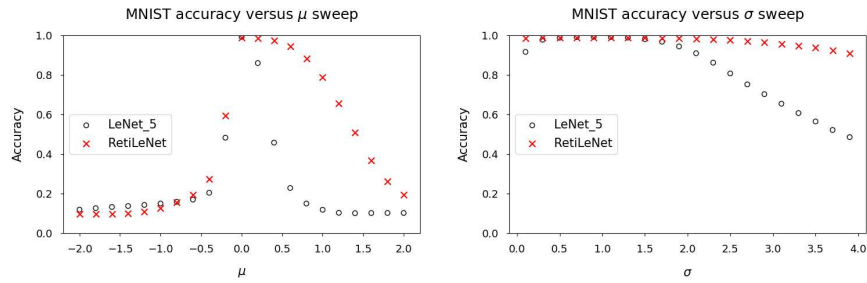 MNIST accuracy versus μ sweep
1.0
0.8
0.6
0.4
0.2
0.0
Accuracy
LeNet_5
RetiLeNet
−2.0 −1.5 −1.0 −0.5 0.0 0.5 1.0 1.5 2.0
μ
MNIST accuracy versus σ sweep
1.0
0.8
0.6
0.4
0.2
0.0
Accuracy
LeNet_5
RetiLeNet
0.0 0.5 1.0 1.5 2.0 2.5 3.0 3.5 4.0
σ